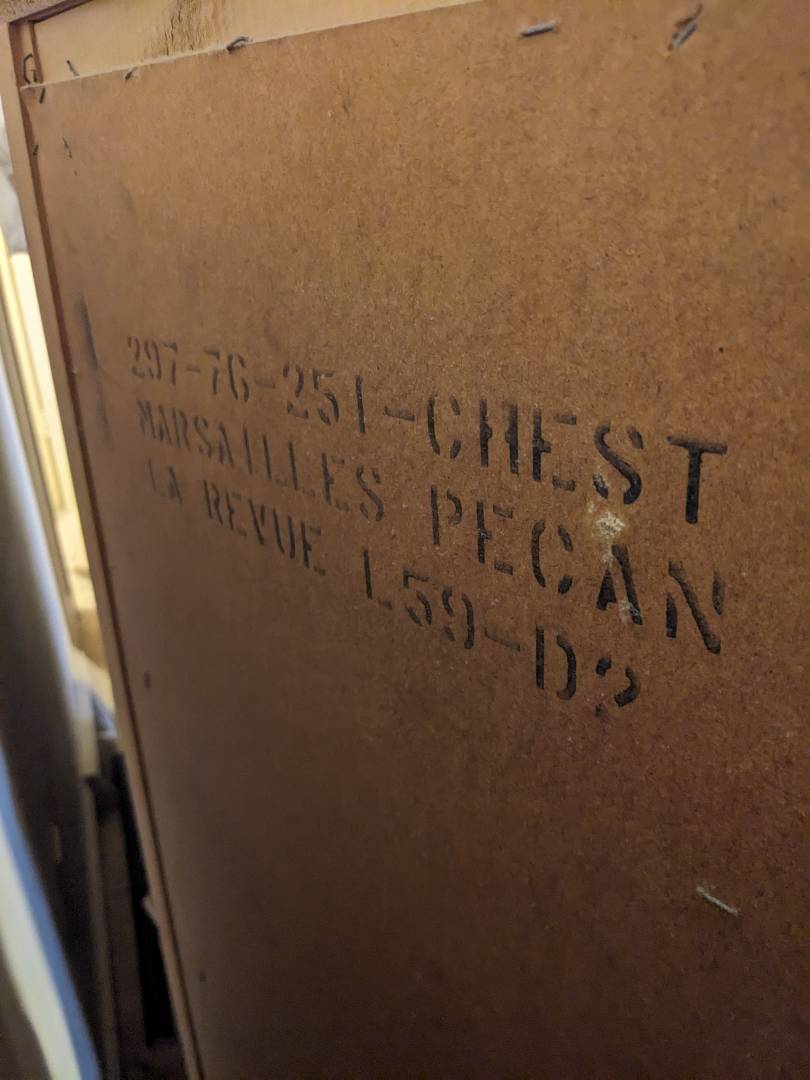 297-76-251-CHEST
MARSAILLES PECAN
LA REVUE L59-D2